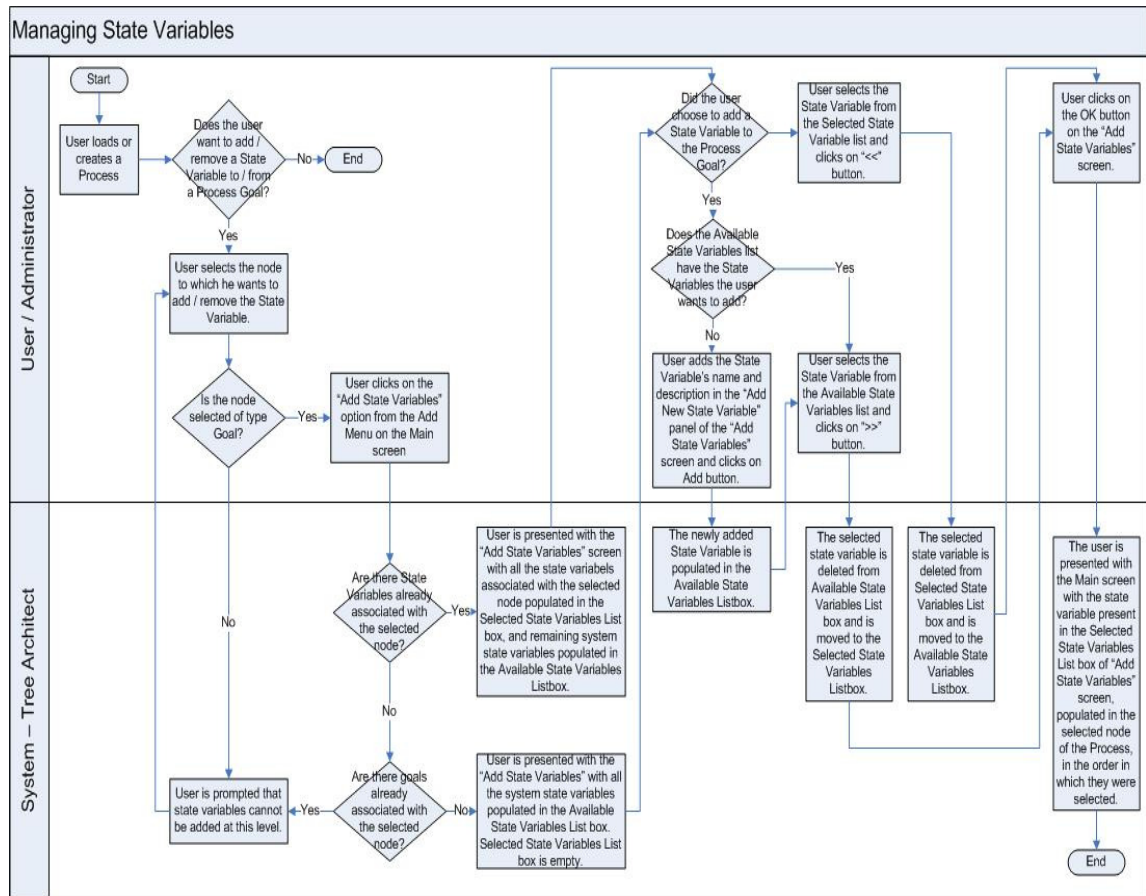 Managing State Variables
User / Administrator
Start
User loads or
creates a
Process
Does the user
want to add /
remove a State
Variable to / from
a Process Goal?
No
End
Yes
User selects the node
to which he wants to
add / remove the State
Variable.
Is the node
selected of type
Goal?
Yes
User clicks on the
“Add State Variables”
option from the Add
Menu on the Main
screen
No
Did the user
choose to add a
State Variable to
the Process
Goal?
User selects the
State Variable from
the Selected State
Variable list and
clicks on “<<”
button.
Yes
Does the Available
State Variables list
have the State
Variables the user
wants to add?
Yes
No
User adds the State
Variable’s name and
description in the “Add
New State Variable”
panel of the “Add
State Variables”
screen and clicks on
Add button.
User selects the
State Variable from
the Available State
Variables list and
clicks on “>>”
button.
User clicks on
the OK button
on the “Add
State Variables”
screen.
System – Tree Architect
Are there State
Variables already
associated with
the selected
node?
Yes
User is presented with the
“Add State Variables” screen
with all the state variabels
associated with the selected
node populated in the
Selected State Variables List
box, and remaining system
state variables populated in
the Available State Variables
Listbox.
No
Are there goals
already
associated with
the selected
node?
Yes
User is prompted that
state variables cannot
be added at this level.
No
User is presented with the
“Add State Variables” with all
the system state variables
populated in the Available
State Variables List box.
Selected State Variables List
box is empty.
The newly added
State Variable is
populated in the
Available State
Variables Listbox.
The selected
state variable is
deleted from
Available State
Variables List
box and is
moved to the
Selected State
Variables
Listbox.
The selected
state variable is
deleted from
Selected State
Variables List
box and is
moved to the
Available State
Variables
Listbox.
The user is
presented with
the Main screen
with the state
variable present
in the Selected
State Variables
List box of “Add
State Variables”
screen,
populated in the
selected node
of the Process,
in the order in
which they were
selected.
End